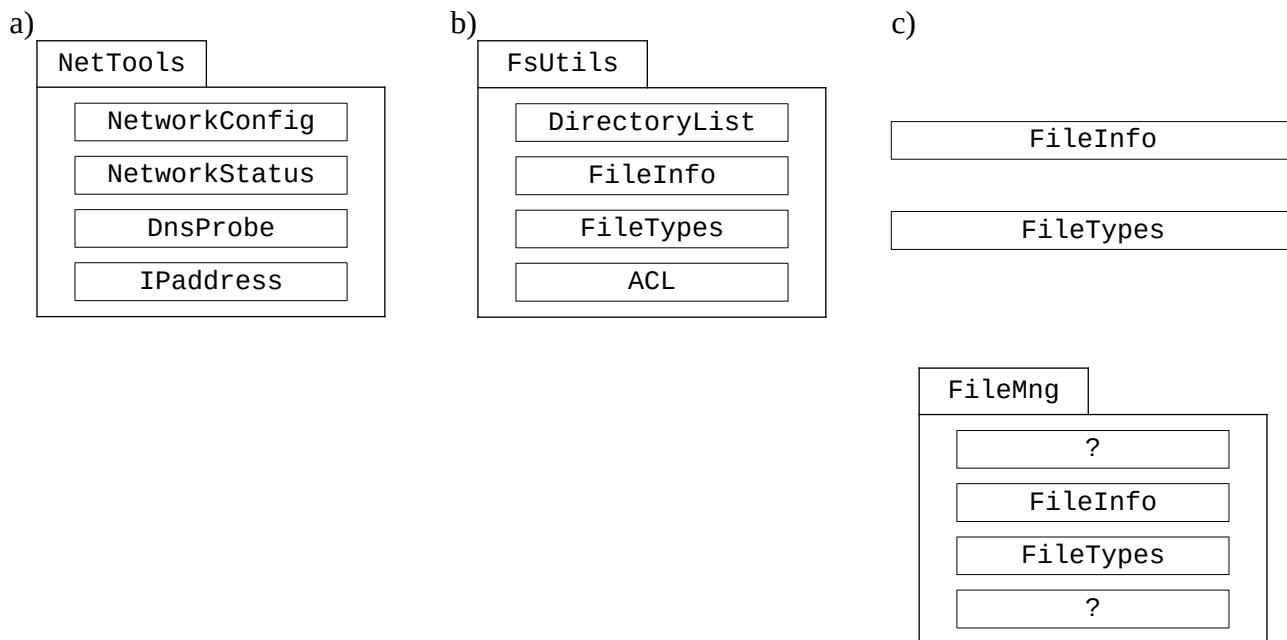 a)
NetTools
NetworkConfig
NetworkStatus
DnsProbe
IPaddress
b)
FsUtils
DirectoryList
FileInfo
FileTypes
ACL
c)
FileInfo
FileTypes
FileMng
?
FileInfo
FileTypes
?